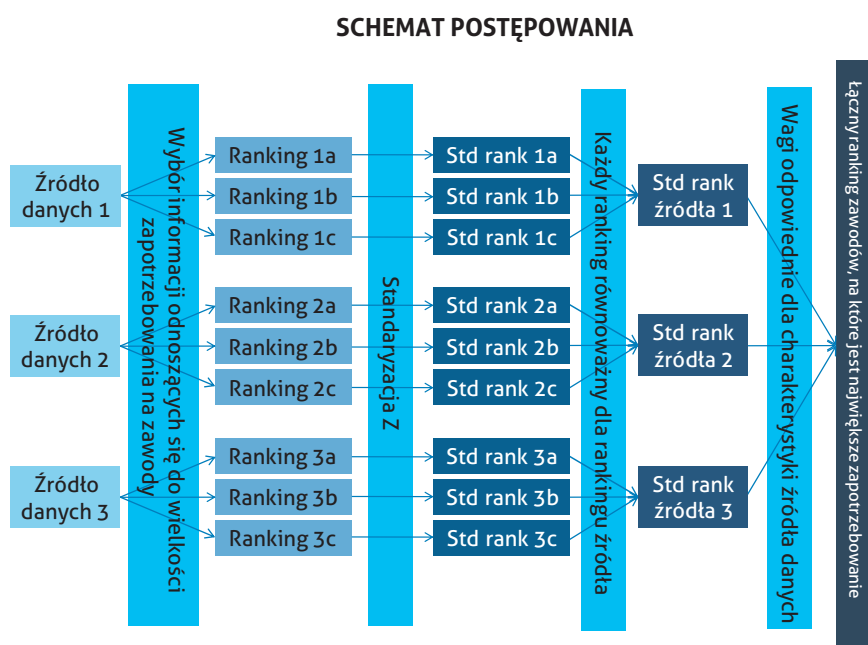 SCHEMAT POSTĘPOWANIA
Źródło
danych 1
Źródło
danych 2
Źródło
danych 3
Wybór informacji odnoszących się do wielkości
zapotrzebowania na zawody
Ranking 1a
Ranking 1b
Ranking 1c
Ranking 2a
Ranking 2b
Ranking 2c
Ranking 3a
Ranking 3b
Ranking 3c
Standaryzacja Z
Std rank 1a
Std rank 1b
Std rank 1c
Std rank 2a
Std rank 2b
Std rank 2c
Std rank 3a
Std rank 3b
Std rank 3c
Każdy ranking równoważny dla rankingu źródła
Std rank
źródła 1
Std rank
źródła 2
Std rank
źródła 3
Wagi odpowiednie dla charakterystyki źródła danych
Łączny ranking zawodów, na które jest największe zapotrzebowanie